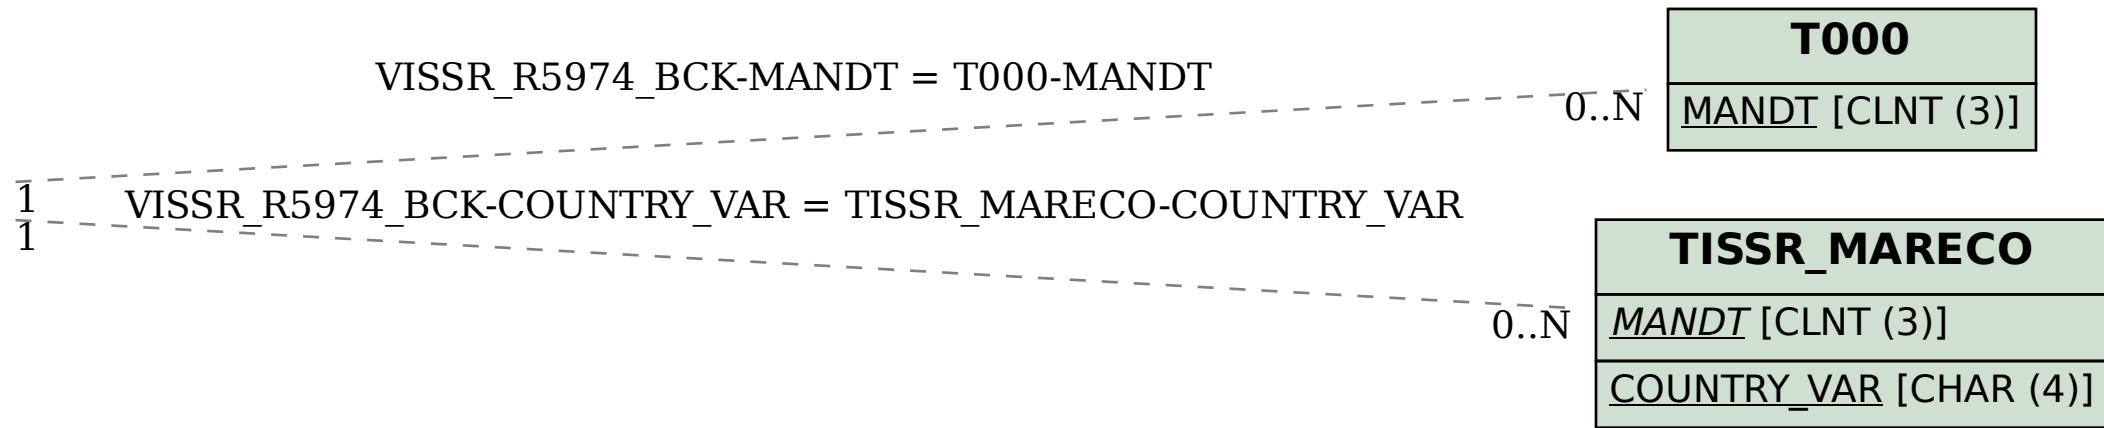 T000
VISSR_R5974_BCK-MANDT = T000-MANDT
0..N
MANDT [CLNT (3)]
1
VISSR_R5974_BCK-COUNTRY_VAR = TISSR_MARECO-COUNTRY_VAR
1
TISSR_MARECO
0..N
MANDT [CLNT (3)]
COUNTRY_VAR [CHAR (4)]